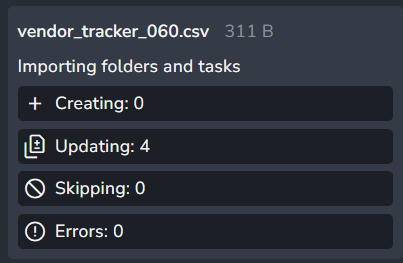 vendor_tracker_060.csv 311 B
Importing folders and tasks
Creating: 0
Updating: 4
Skipping: 0
Errors: 0